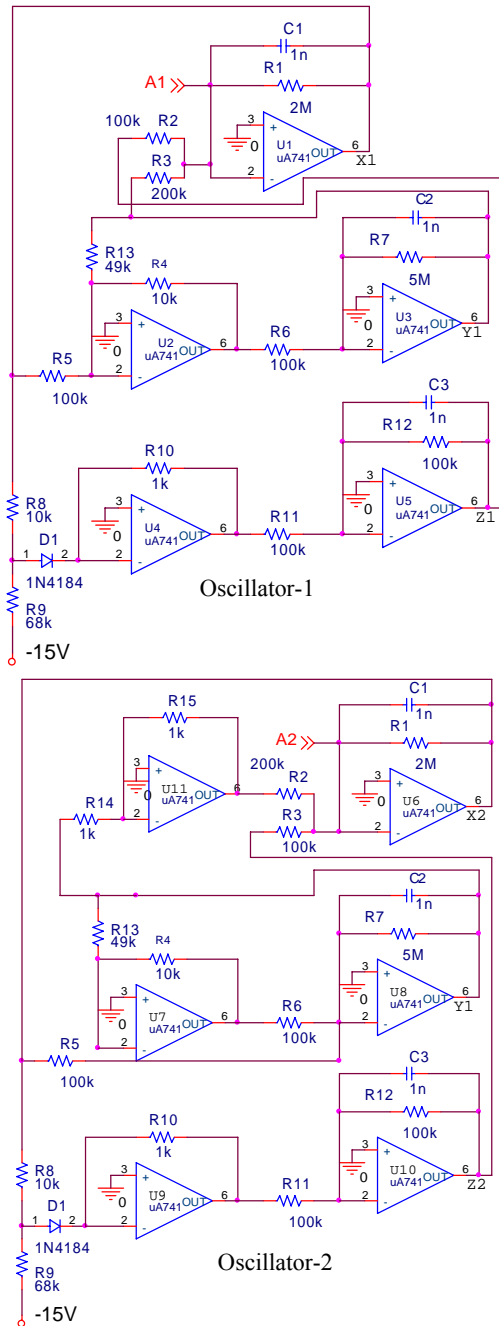 C1
1n
A1
R1
2M
100k
R2
R3
200k
3
+
0
2
-
U1
uA741
OUT
6
X1
R13
49k
R4
10k
C2
1n
R7
5M
3
+
0
2
-
U2
uA741
OUT
6
R6
100k
3
+
0
2
-
U3
uA741
OUT
6
Y1
R5
100k
C3
1n
R12
100k
R10
1k
R8
10k
D1
1
2
1N4184
3
+
0
2
-
U4
uA741
OUT
6
R11
100k
3
+
0
2
-
U5
uA741
OUT
6
Z1
R9
68k
-15V
Oscillator-1
R15
1k
C1
1n
A2
R1
2M
3
+
0
2
-
U11
uA741
OUT
6
200k
R2
R3
100k
R14
1k
3
+
0
2
-
U6
uA741
OUT
6
X2
C2
1n
R7
5M
R13
49k
R4
10k
3
+
0
2
-
U7
uA741
OUT
6
R6
100k
3
+
0
2
-
U8
uA741
OUT
6
Y1
R5
100k
C3
1n
R12
100k
R10
1k
R8
10k
D1
1
2
1N4184
3
+
0
2
-
U9
uA741
OUT
6
R11
100k
3
+
0
2
-
U10
uA741
OUT
6
Z2
R9
68k
-15V
Oscillator-2